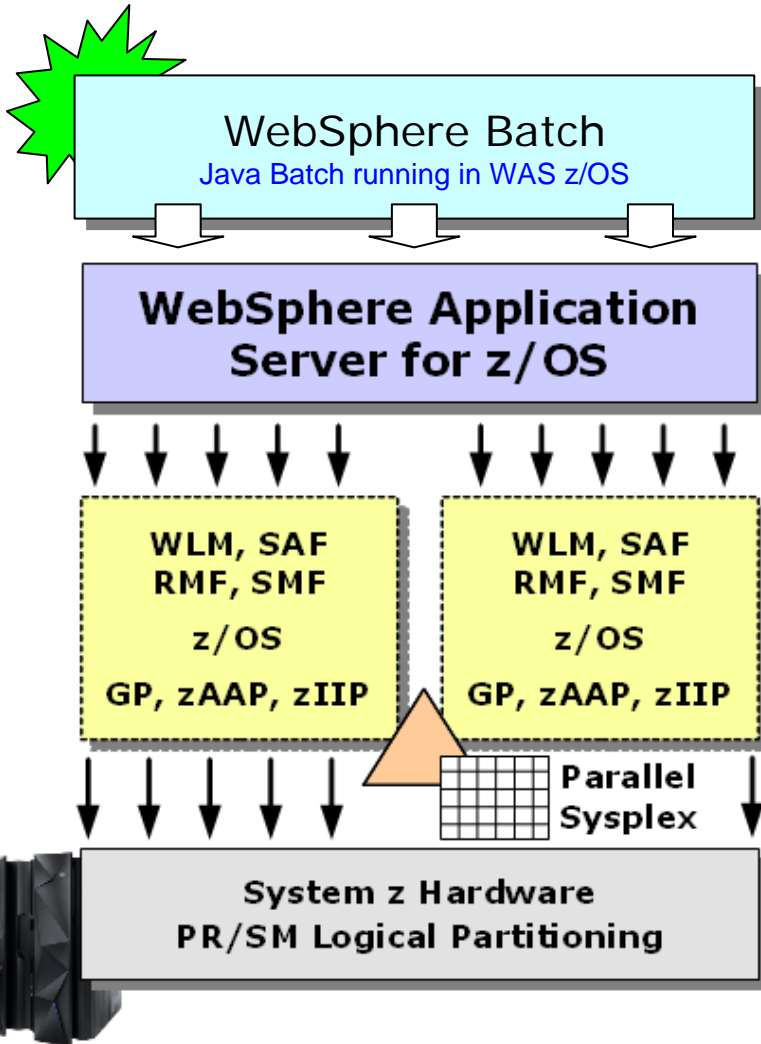 WebSphere Batch
Java Batch running in WAS z/OS
WebSphere Application
Server for z/OS
WLM, SAF
RMF, SMF
z/OS
GP, zAAP, zIIP
WLM, SAF
RMF, SMF
z/OS
GP, zAAP, zIIP
Parallel
Sysplex
System z Hardware
PR/SM Logical Partitioning